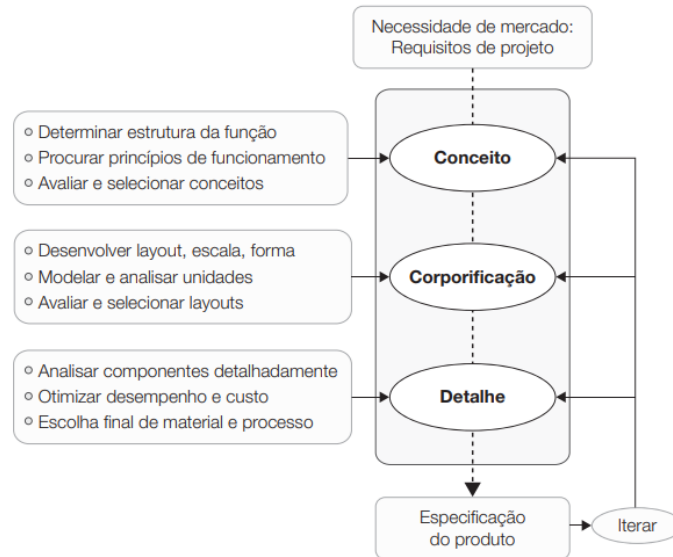 Necessidade de mercado:
Requisitos de projeto
Determinar estrutura da função
Procurar princípios de funcionamento
Avaliar e selecionar conceitos
Conceito
Desenvolver layout, escala, forma
Modelar e analisar unidades
Avaliar e selecionar layouts
Corporificação
Analisar componentes detalhadamente
Otimizar desempenho e custo
Escolha final de material e processo
Detalhe
Especificação
do produto
Iterar